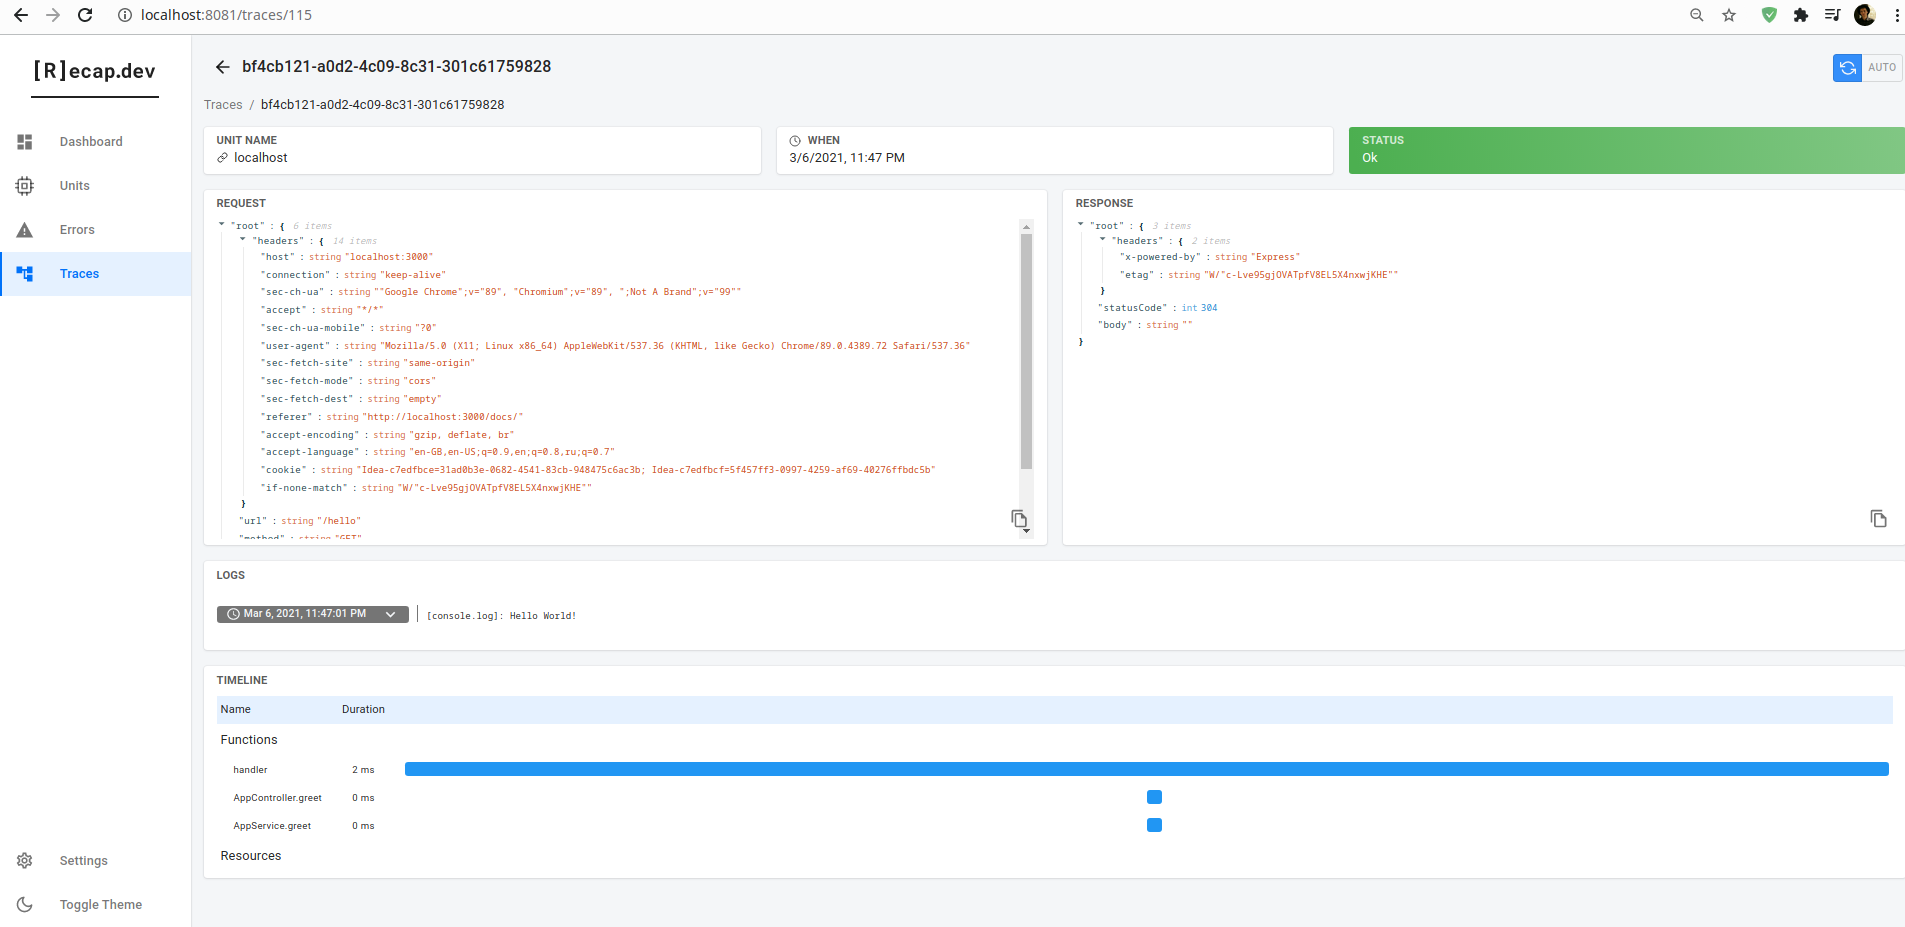 localhost:8081/traces/115
[R]ecap.dev
Dashboard
Units
Errors
Traces
Settings
Toggle Theme
bf4cb121-a0d2-4c09-8c31-301c61759828
AUTO
Traces / bf4cb121-a0d2-4c09-8c31-301c61759828
UNIT NAME
localhost
WHEN
3/6/2021, 11:47 PM
STATUS
Ok
REQUEST
"root" : { 6 items
"headers" : { 14 items
"host" : string "localhost:3000"
"connection" : string "keep-alive"
"sec-ch-ua" : string ""Google Chrome";v="89", "Chromium";v="89", ";Not A Brand";v="99""
"accept" : string "*/*"
"sec-ch-ua-mobile" : string "?0"
"user-agent" : string "Mozilla/5.0 (X11; Linux x86_64) AppleWebKit/537.36 (KHTML, like Gecko) Chrome/89.0.4389.72 Safari/537.36"
"sec-fetch-site" : string "same-origin"
"sec-fetch-mode" : string "cors"
"sec-fetch-dest" : string "empty"
"referer" : string "http://localhost:3000/docs/"
"accept-encoding" : string "gzip, deflate, br"
"accept-language" : string "en-GB,en-US;q=0.9,en;q=0.8,ru;q=0.7"
"cookie" : string "Idea-c7edfbce=31ad0b3e-0682-4541-83cb-948475c6ac3b; Idea-c7edfbcf=5f457ff3-0997-4259-af69-40276ffbdc5b"
"if-none-match" : string "W/"c-Lve95gjOVATpfV8EL5X4nxwjKHE""
}
"url" : string "/hello"
"method" : string "GET"
RESPONSE
"root" : { 3 items
"headers" : { 2 items
"x-powered-by" : string "Express"
"etag" : string "W/"c-Lve95gjOVATpfV8EL5X4nxwjKHE""
}
"statusCode" : int 304
"body" : string ""
}
LOGS
Mar 6, 2021, 11:47:01 PM
[console.log]: Hello World!
TIMELINE
Name Duration
Functions
handler 2 ms
AppController.greet 0 ms
AppService.greet 0 ms
Resources